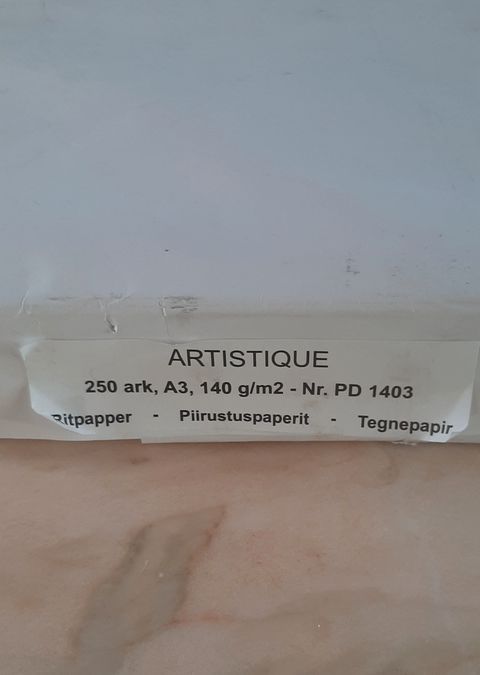 ARTISTIQUE
250 ark, A3, 140 g/m2 - Nr. PD 1403
Ritpapper - Piirustuspaperit - Tegnepapir